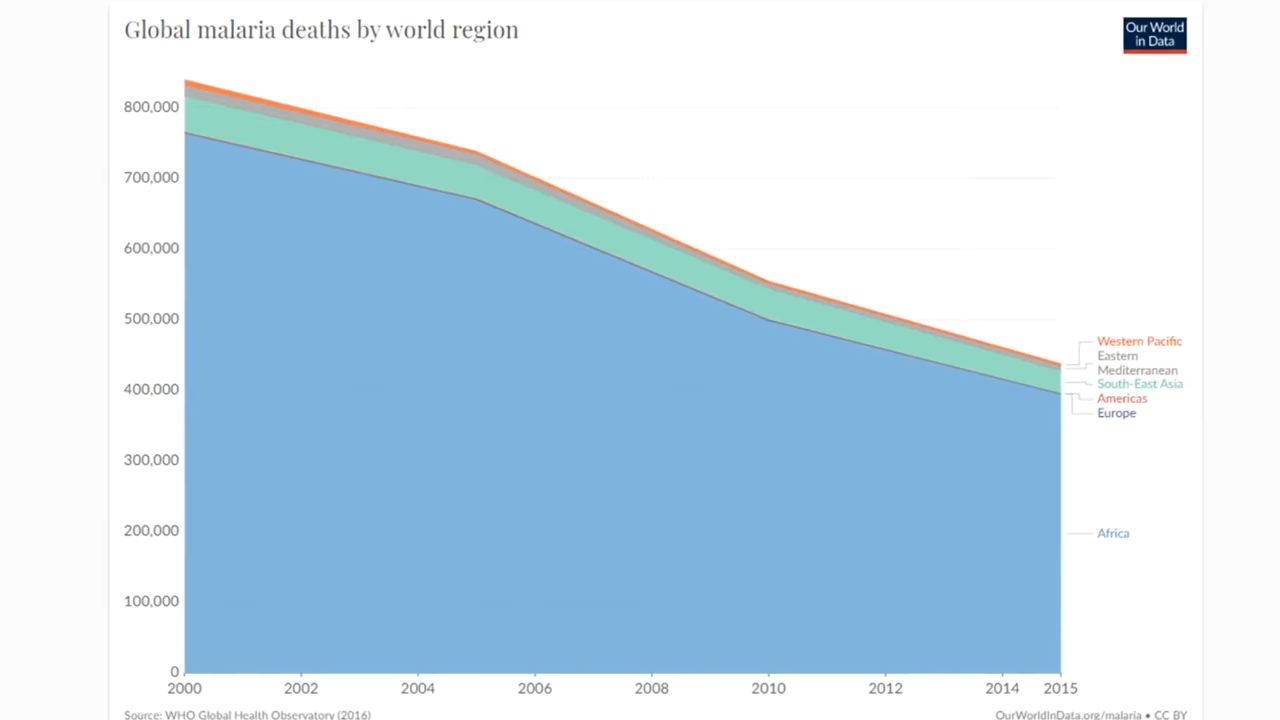 Global malaria deaths by world region
Our World
in Data
800,000
700,000
600,000
500,000
400,000
300,000
200,000
100,000
0
2000 2002 2004 2006 2008 2010 2012 2014 2015
Western Pacific
Eastern
Mediterranean
South-East Asia
Americas
Europe
Africa
Source: WHO Global Health Observatory (2016)
OurWorldInData.org/malaria • CC BY